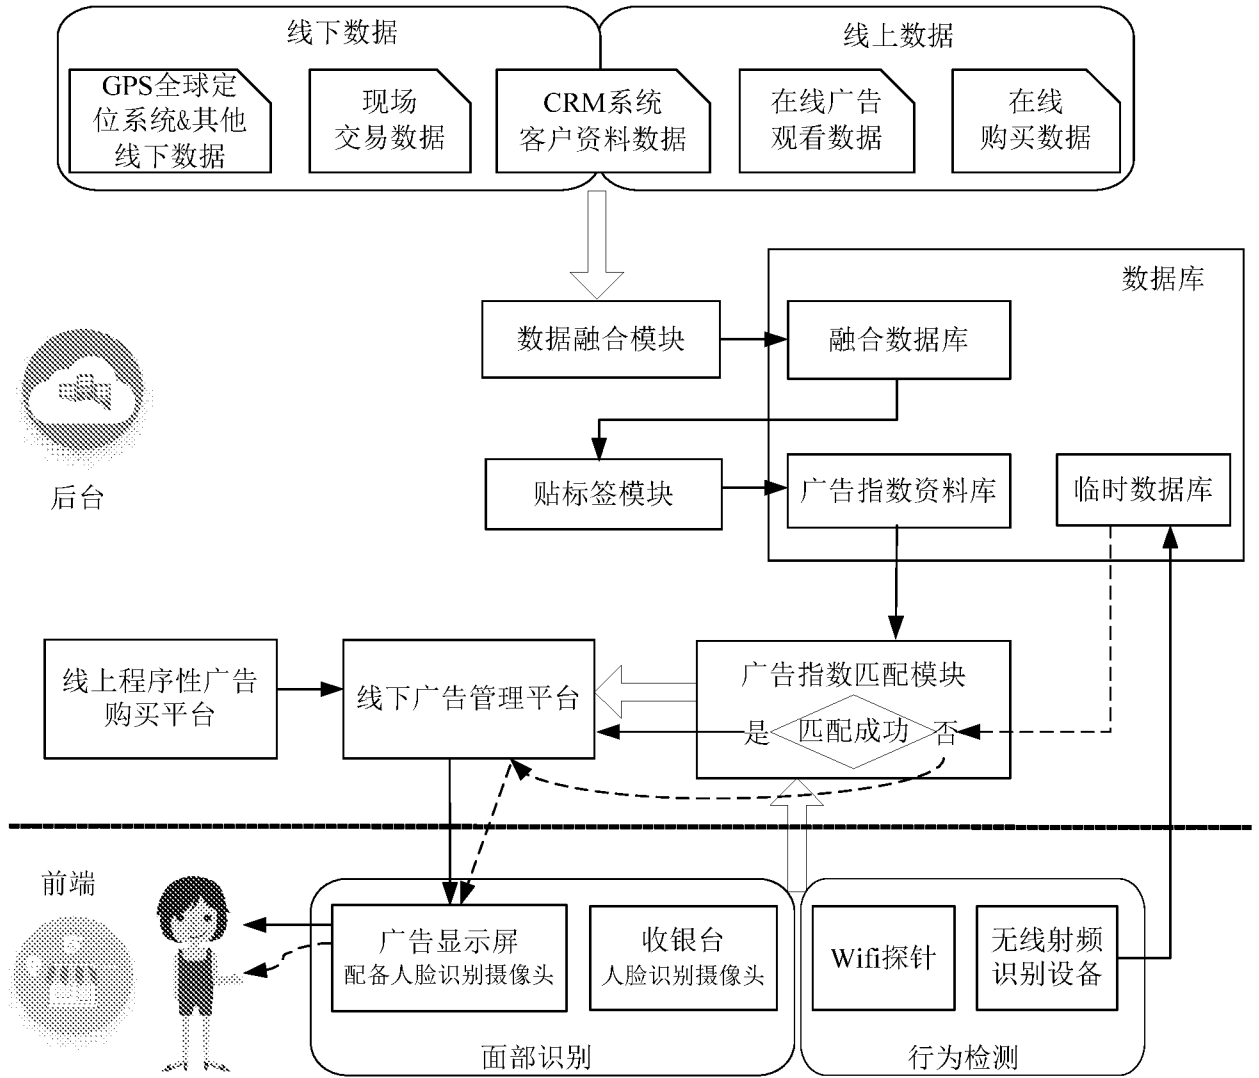 线下数据
线上数据
GPS全球定
位系统&其他
线下数据
现场
交易数据
CRM系统
客户资料数据
在线广告
观看数据
在线
购买数据
数据库
数据融合模块
融合数据库
后台
贴标签模块
广告指数资料库
临时数据库
线上程序性广告
购买平台
线下广告管理平台
广告指数匹配模块
是
匹配成功
否
前端
广告显示屏
配备人脸识别摄像头
收银台
人脸识别摄像头
Wifi探针
无线射频
识别设备
面部识别
行为检测